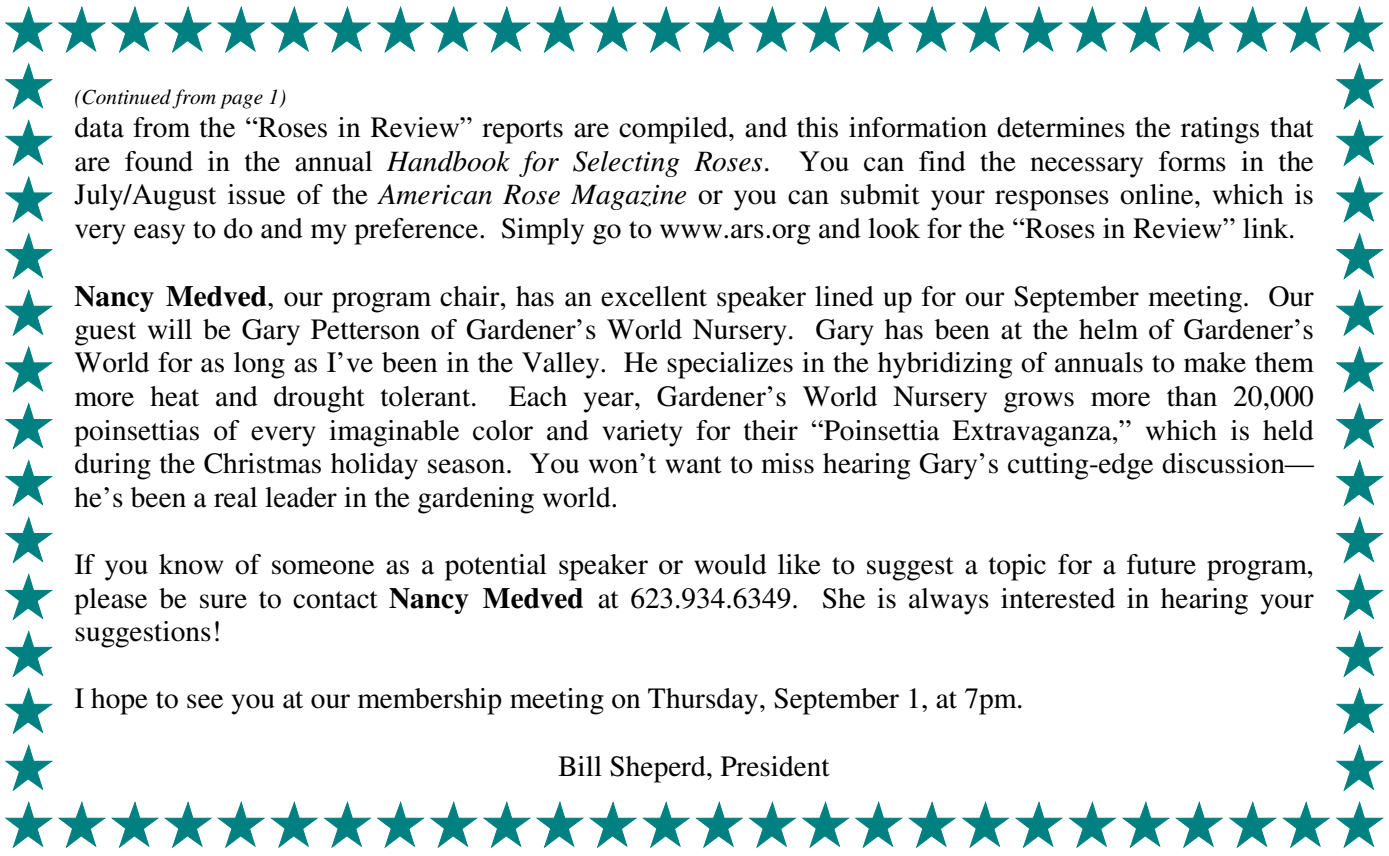 (Continued from page 1)
data from the “Roses in Review” reports are compiled, and this information determines the ratings that
are found in the annual Handbook for Selecting Roses.  You can find the necessary forms in the
July/August issue of the American Rose Magazine or you can submit your responses online, which is
very easy to do and my preference.  Simply go to www.ars.org and look for the “Roses in Review” link.
Nancy Medved, our program chair, has an excellent speaker lined up for our September meeting.  Our
guest will be Gary Petterson of Gardener’s World Nursery.  Gary has been at the helm of Gardener’s
World for as long as I’ve been in the Valley.  He specializes in the hybridizing of annuals to make them
more heat and drought tolerant.  Each year, Gardener’s World Nursery grows more than 20,000
poinsettias of every imaginable color and variety for their “Poinsettia Extravaganza,” which is held
during the Christmas holiday season.  You won’t want to miss hearing Gary’s cutting-edge discussion—
he’s been a real leader in the gardening world.
If you know of someone as a potential speaker or would like to suggest a topic for a future program,
please be sure to contact Nancy Medved at 623.934.6349.  She is always interested in hearing your
suggestions!
I hope to see you at our membership meeting on Thursday, September 1, at 7pm.
Bill Sheperd, President